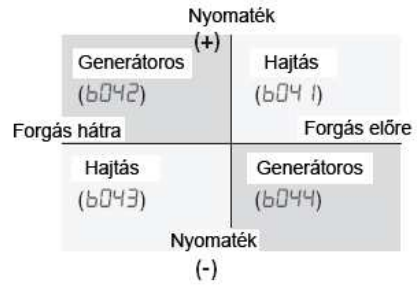 Nyomaték
(+)
Generátoros Hajtás
(b042) (b041)
Forgás hátra Forgás előre
Hajtás Generátoros
(b043) (b044)
Nyomaték
(-)